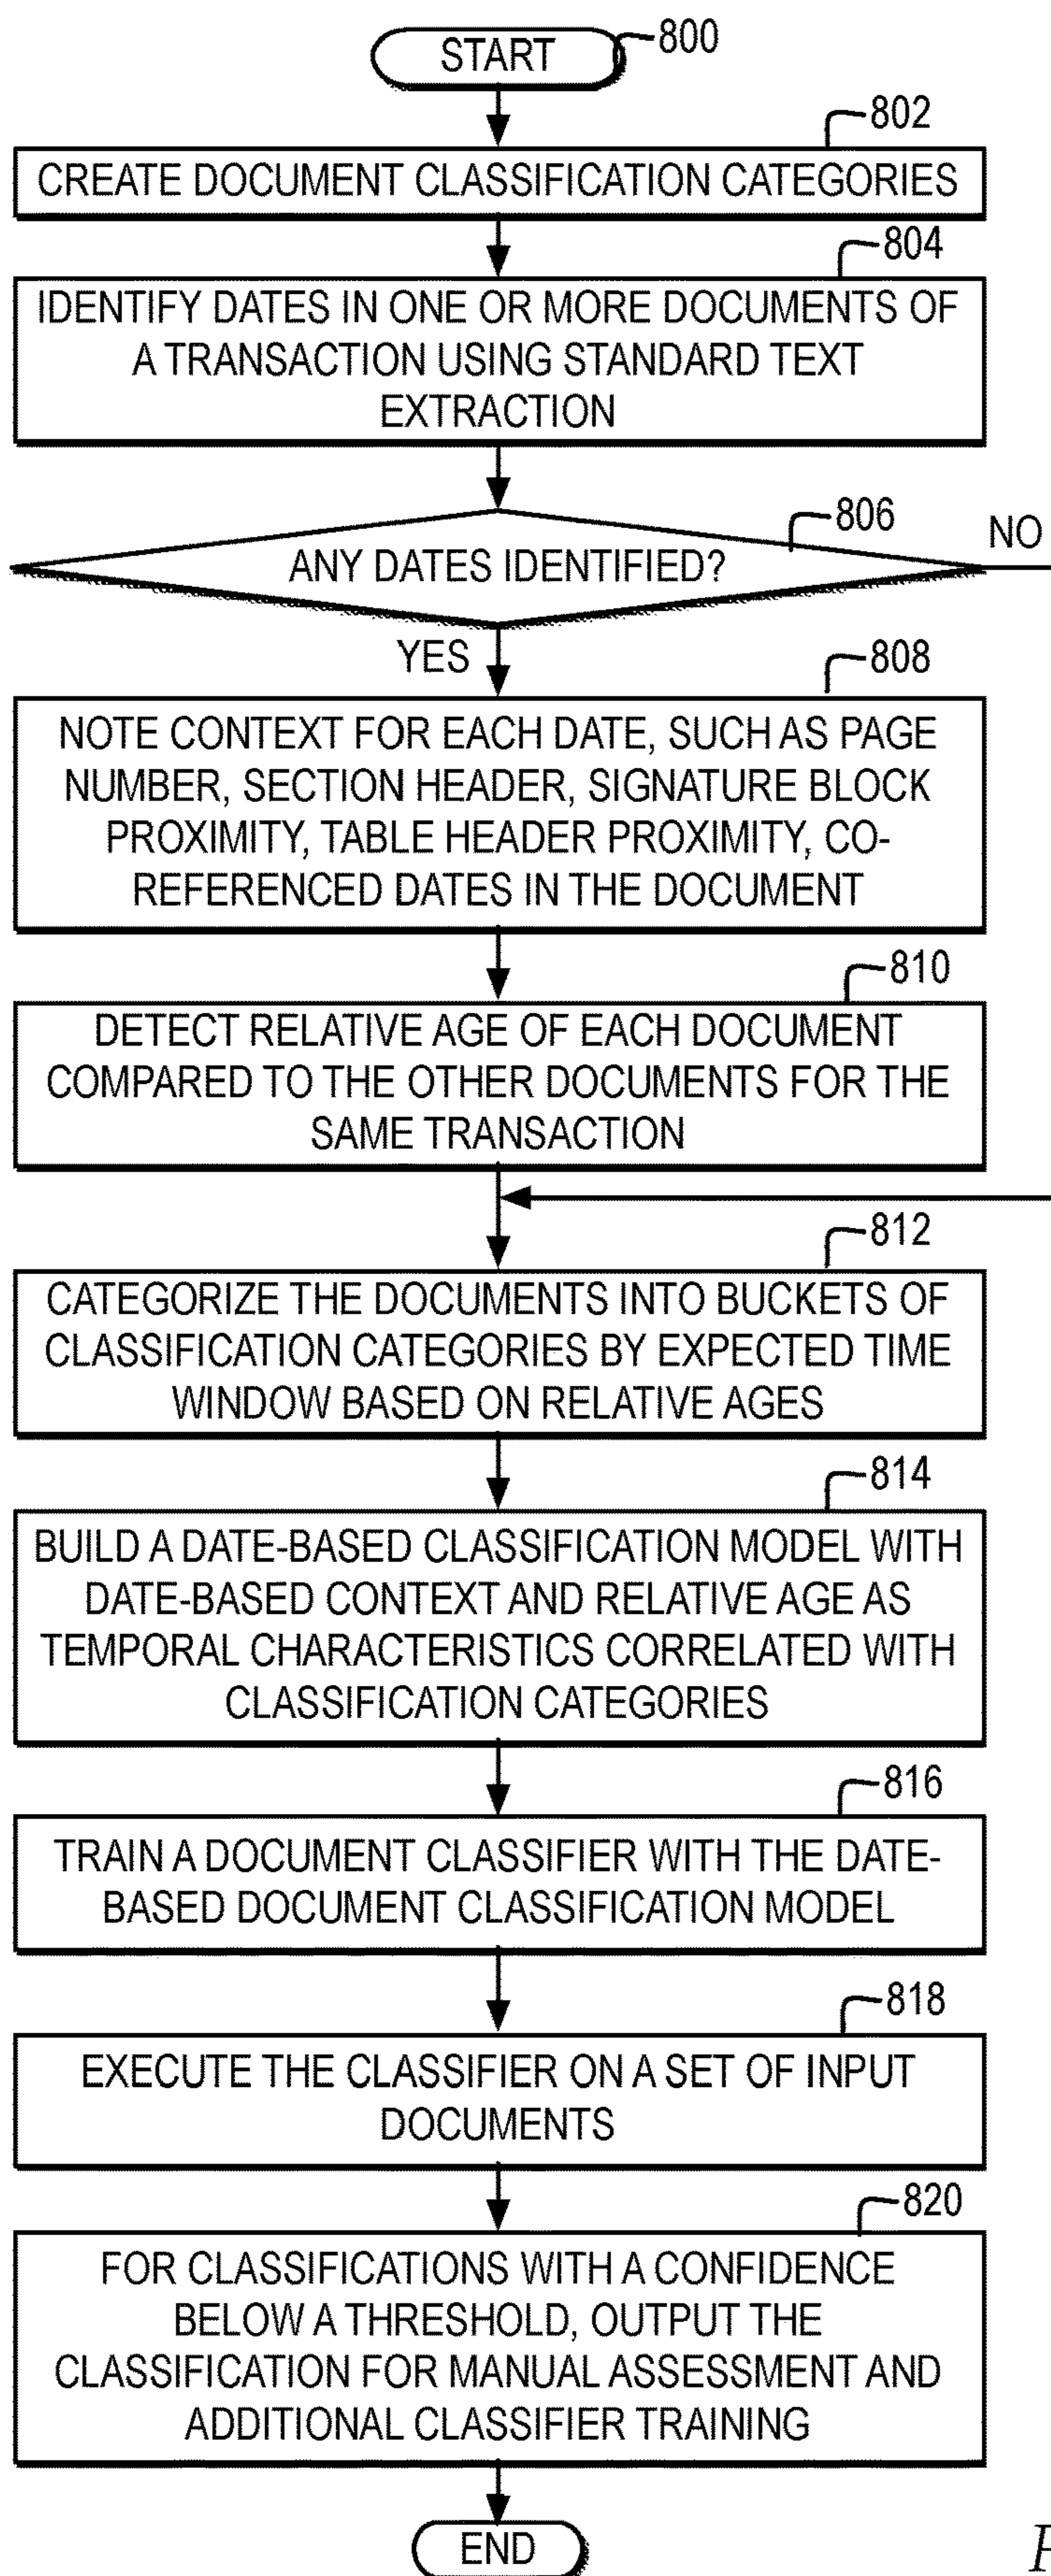 START
800
802
CREATE DOCUMENT CLASSIFICATION CATEGORIES
804
IDENTIFY DATES IN ONE OR MORE DOCUMENTS OF
A TRANSACTION USING STANDARD TEXT
EXTRACTION
806
NO
ANY DATES IDENTIFIED?
YES
808
NOTE CONTEXT FOR EACH DATE, SUCH AS PAGE
NUMBER, SECTION HEADER, SIGNATURE BLOCK
PROXIMITY, TABLE HEADER PROXIMITY, CO-
REFERENCED DATES IN THE DOCUMENT
810
DETECT RELATIVE AGE OF EACH DOCUMENT
COMPARED TO THE OTHER DOCUMENTS FOR THE
SAME TRANSACTION
812
CATEGORIZE THE DOCUMENTS INTO BUCKETS OF
CLASSIFICATION CATEGORIES BY EXPECTED TIME
WINDOW BASED ON RELATIVE AGES
814
BUILD A DATE-BASED CLASSIFICATION MODEL WITH
DATE-BASED CONTEXT AND RELATIVE AGE AS
TEMPORAL CHARACTERISTICS CORRELATED WITH
CLASSIFICATION CATEGORIES
816
TRAIN A DOCUMENT CLASSIFIER WITH THE DATE-
BASED DOCUMENT CLASSIFICATION MODEL
818
EXECUTE THE CLASSIFIER ON A SET OF INPUT
DOCUMENTS
820
FOR CLASSIFICATIONS WITH A CONFIDENCE
BELOW A THRESHOLD, OUTPUT THE
CLASSIFICATION FOR MANUAL ASSESSMENT AND
ADDITIONAL CLASSIFIER TRAINING
END